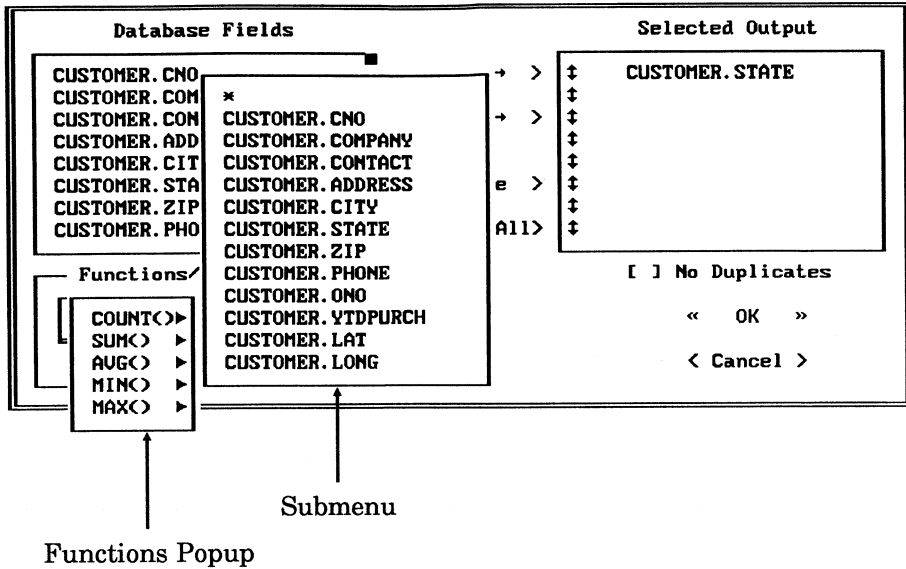 Database Fields
Selected Output
CUSTOMER.CNO
CUSTOMER.COM
CUSTOMER.CON
CUSTOMER.ADD
CUSTOMER.CIT
CUSTOMER.STA
CUSTOMER.ZIP
CUSTOMER.PHO
*
CUSTOMER.CNO
CUSTOMER.COMPANY
CUSTOMER.CONTACT
CUSTOMER.ADDRESS
CUSTOMER.CITY
CUSTOMER.STATE
CUSTOMER.ZIP
CUSTOMER.PHONE
CUSTOMER.ONO
CUSTOMER.YTDPURCH
CUSTOMER.LAT
CUSTOMER.LONG
→ >
→ >
e >
All>
↕ CUSTOMER.STATE
↕
↕
↕
↕
↕
↕
↕
Functions/
COUNT()►
SUM() ►
AVG() ►
MIN() ►
MAX() ►
[ ] No Duplicates
« OK »
< Cancel >
Submenu
Functions Popup